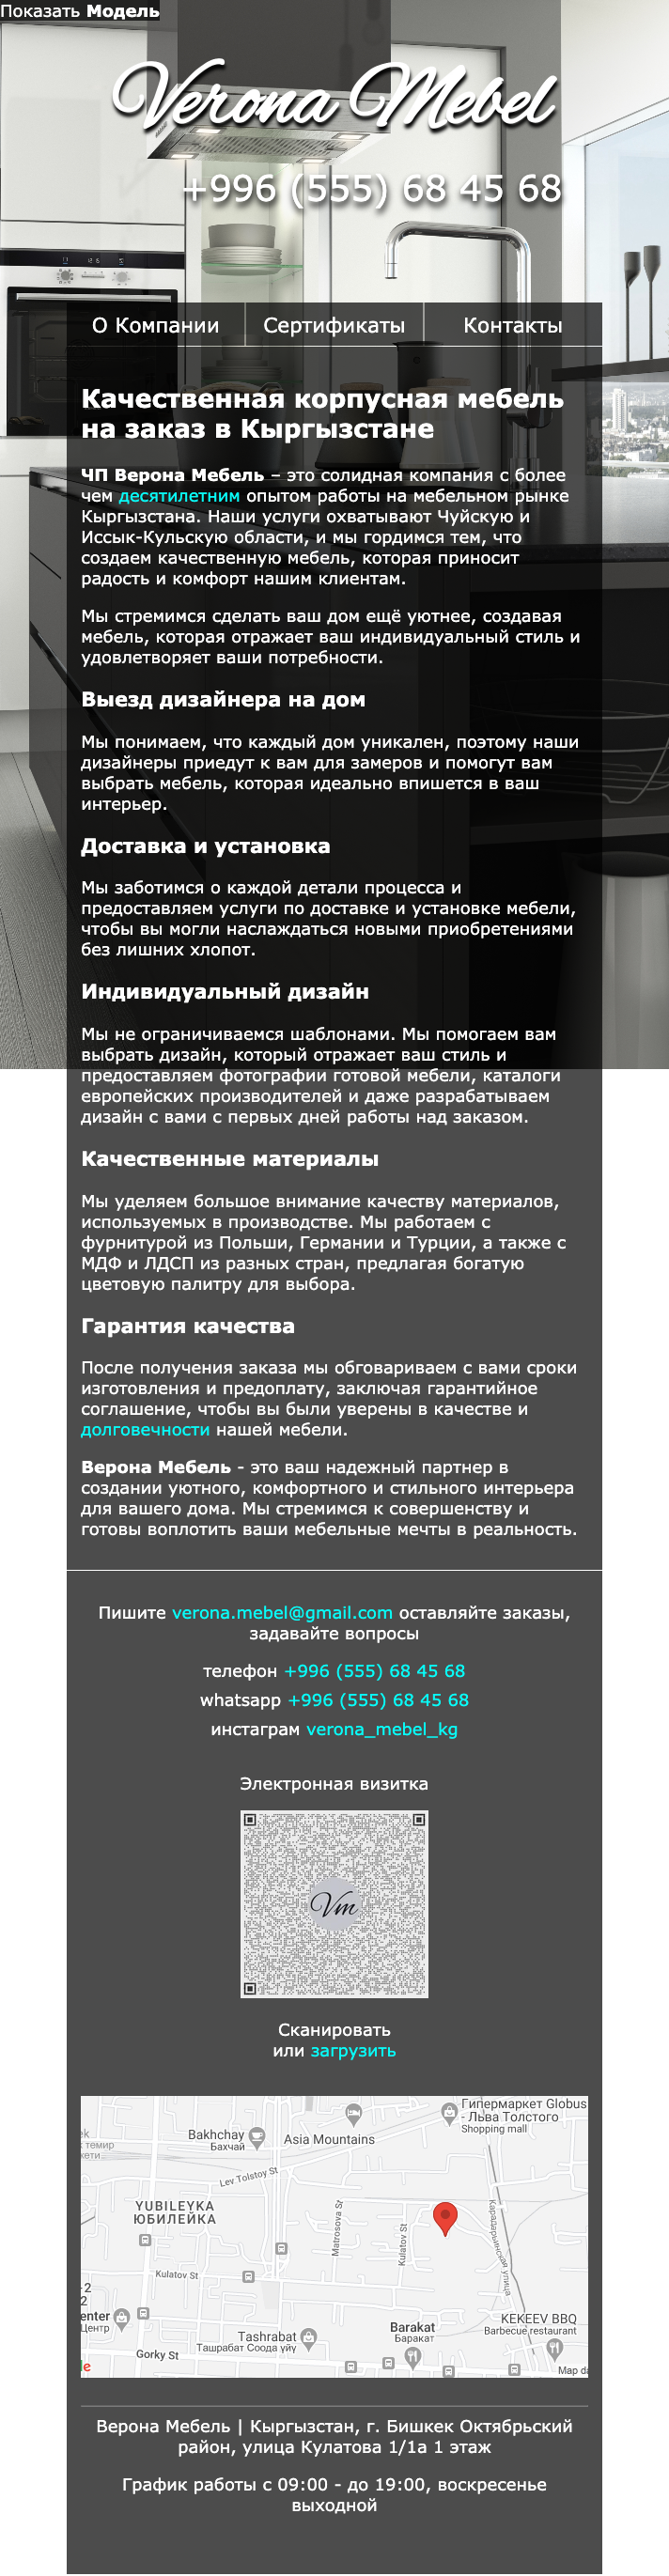 Показать Модель
Verona Mebel
+996 (555) 68 45 68
О Компании
Сертификаты
Контакты
Качественная корпусная мебель
на заказ в Кыргызстане
ЧП Верона Мебель – это солидная компания с более
чем десятилетним опытом работы на мебельном рынке
Кыргызстана. Наши услуги охватывают Чуйскую и
Иссык-Кульскую области, и мы гордимся тем, что
создаем качественную мебель, которая приносит
радость и комфорт нашим клиентам.
Мы стремимся сделать ваш дом ещё уютнее, создавая
мебель, которая отражает ваш индивидуальный стиль и
удовлетворяет ваши потребности.
Выезд дизайнера на дом
Мы понимаем, что каждый дом уникален, поэтому наши
дизайнеры приедут к вам для замеров и помогут вам
выбрать мебель, которая идеально впишется в ваш
интерьер.
Доставка и установка
Мы заботимся о каждой детали процесса и
предоставляем услуги по доставке и установке мебели,
чтобы вы могли наслаждаться новыми приобретениями
без лишних хлопот.
Индивидуальный дизайн
Мы не ограничиваемся шаблонами. Мы помогаем вам
выбрать дизайн, который отражает ваш стиль и
предоставляем фотографии готовой мебели, каталоги
европейских производителей и даже разрабатываем
дизайн с вами с первых дней работы над заказом.
Качественные материалы
Мы уделяем большое внимание качеству материалов,
используемых в производстве. Мы работаем с
фурнитурой из Польши, Германии и Турции, а также с
МДФ и ЛДСП из разных стран, предлагая богатую
цветовую палитру для выбора.
Гарантия качества
После получения заказа мы обговариваем с вами сроки
изготовления и предоплату, заключая гарантийное
соглашение, чтобы вы были уверены в качестве и
долговечности нашей мебели.
Верона Мебель - это ваш надежный партнер в
создании уютного, комфортного и стильного интерьера
для вашего дома. Мы стремимся к совершенству и
готовы воплотить ваши мебельные мечты в реальность.
Пишите verona.mebel@gmail.com оставляйте заказы,
задавайте вопросы
телефон +996 (555) 68 45 68
whatsapp +996 (555) 68 45 68
инстаграм verona_mebel_kg
Электронная визитка
Vm
Сканировать
или загрузить
Гипермаркет Globus
- Льва Толстого
Shopping mall
Bakhchay
Бахчай
Asia Mountains
ek
к темир
кети
Lev Tolstoy St
YUBILEYKA
ЮБИЛЕЙКА
Matrosova St
Kulatov St
Карадарьинская улица
Kulatov St
-2
2
enter
Центр
KEKEEV BBQ
Barbecue restaurant
Barakat
Баракат
Tashrabat
Ташрабат Соода үйү
Gorky St
le
Map da
Верона Мебель | Кыргызстан, г. Бишкек Октябрьский
район, улица Кулатова 1/1а 1 этаж
График работы с 09:00 - до 19:00, воскресенье
выходной